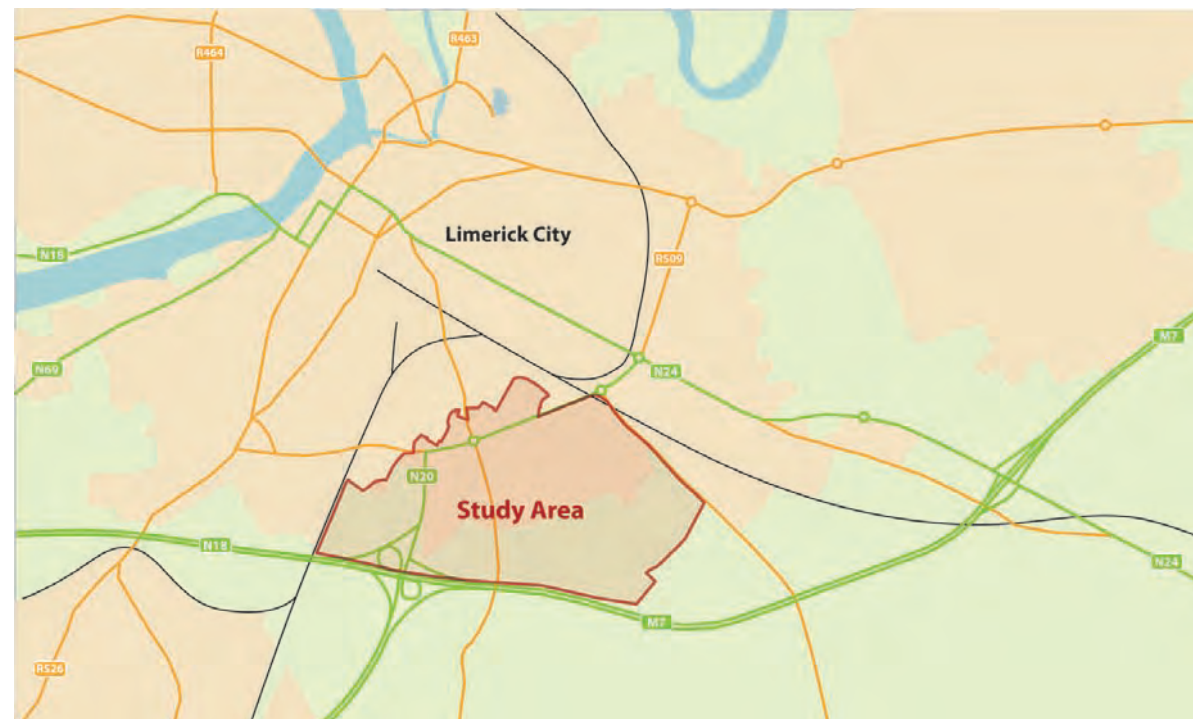 R463
R464
Limerick City
N18
R509
M7
N69
N24
N20
Study Area
N18
N24
M7
R526